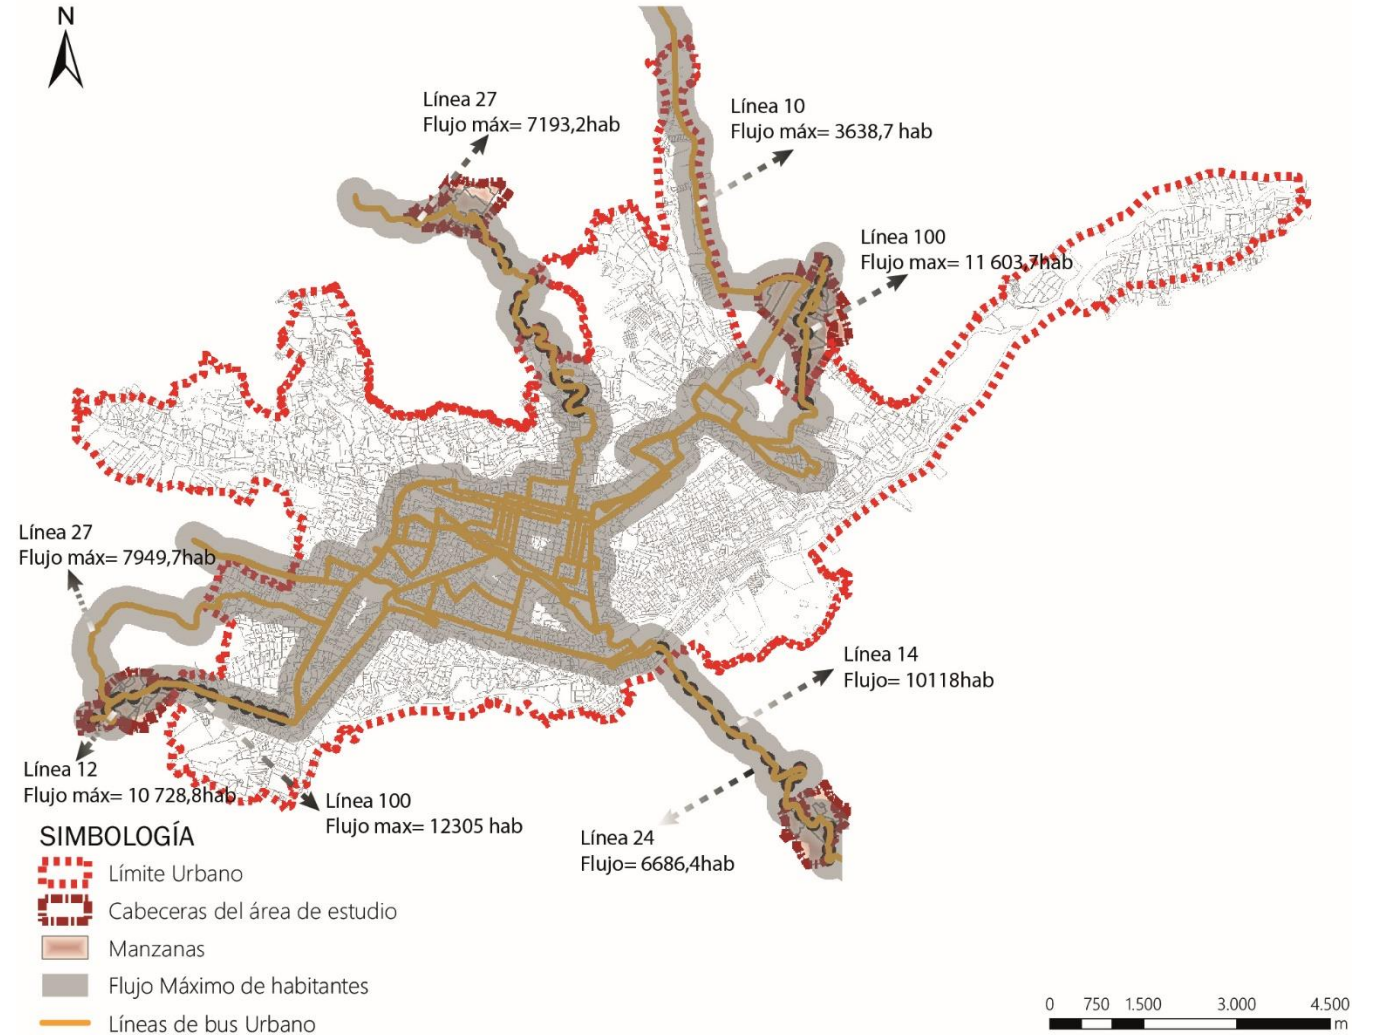 N
Línea 27
Flujo máx= 7193,2hab
Línea 10
Flujo máx= 3638,7 hab
Línea 100
Flujo max= 11 603,7hab
Línea 27
Flujo máx= 7949,7hab
Línea 14
Flujo= 10118hab
Línea 12
Flujo máx= 10 728,8hab
Línea 100
Flujo max= 12305 hab
Línea 24
Flujo= 6686,4hab
SIMBOLOGÍA
Límite Urbano
Cabeceras del área de estudio
Manzanas
Flujo Máximo de habitantes
Líneas de bus Urbano
0 750 1.500 3.000 4.500
m